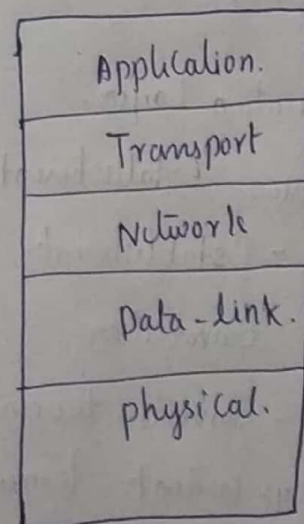 Application.
Transport
Network
Data-link.
physical.